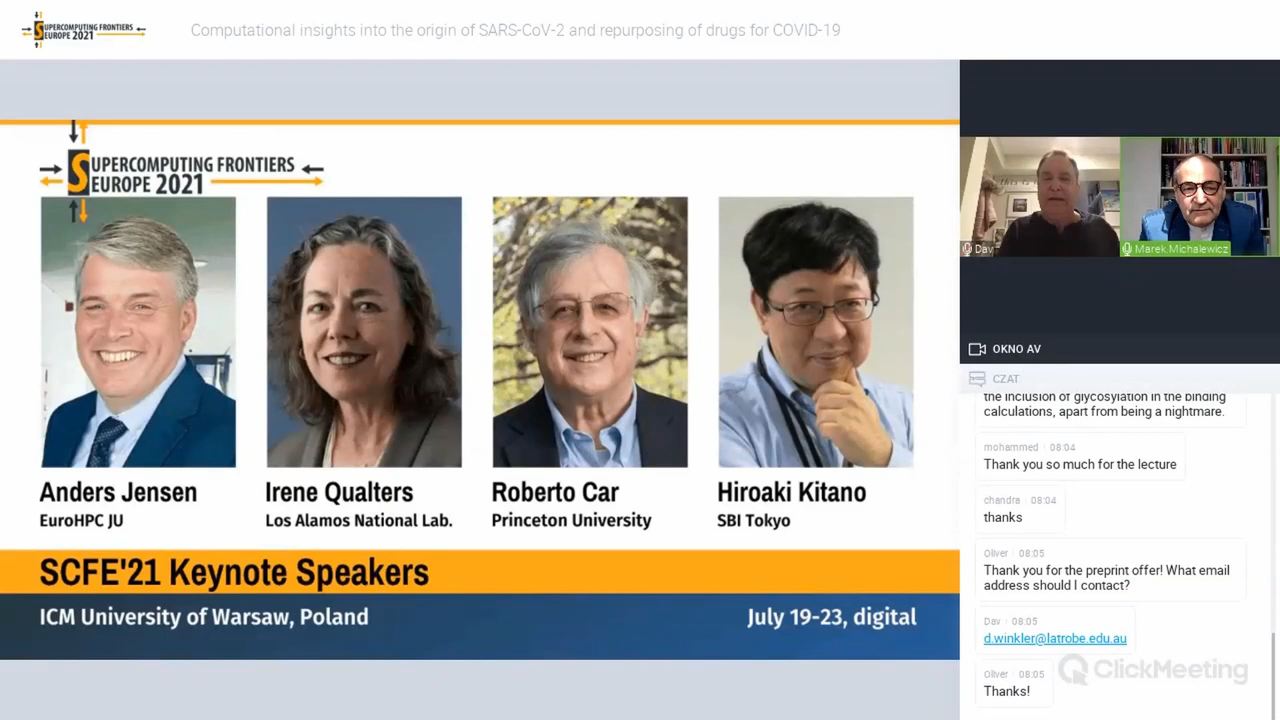 SUPERCOMPUTING FRONTIERS
EUROPE 2021
Computational insights into the origin of SARS-CoV-2 and repurposing of drugs for COVID-19
SUPERCOMPUTING FRONTIERS
EUROPE 2021
Anders Jensen
EuroHPC JU
Irene Qualters
Los Alamos National Lab.
Roberto Car
Princeton University
Hiroaki Kitano
SBI Tokyo
SCFE'21 Keynote Speakers
ICM University of Warsaw, Poland
July 19-23, digital
Dav
Marek Michalewicz
OKNO AV
CZAT
the inclusion of glycosylation in the binding
calculations, apart from being a nightmare.
mohammed 08:04
Thank you so much for the lecture
chandra 08:04
thanks
Oliver 08:05
Thank you for the preprint offer! What email
address should I contact?
Dav 08:05
d.winkler@latrobe.edu.au
Oliver 08:05
Thanks!
ClickMeeting